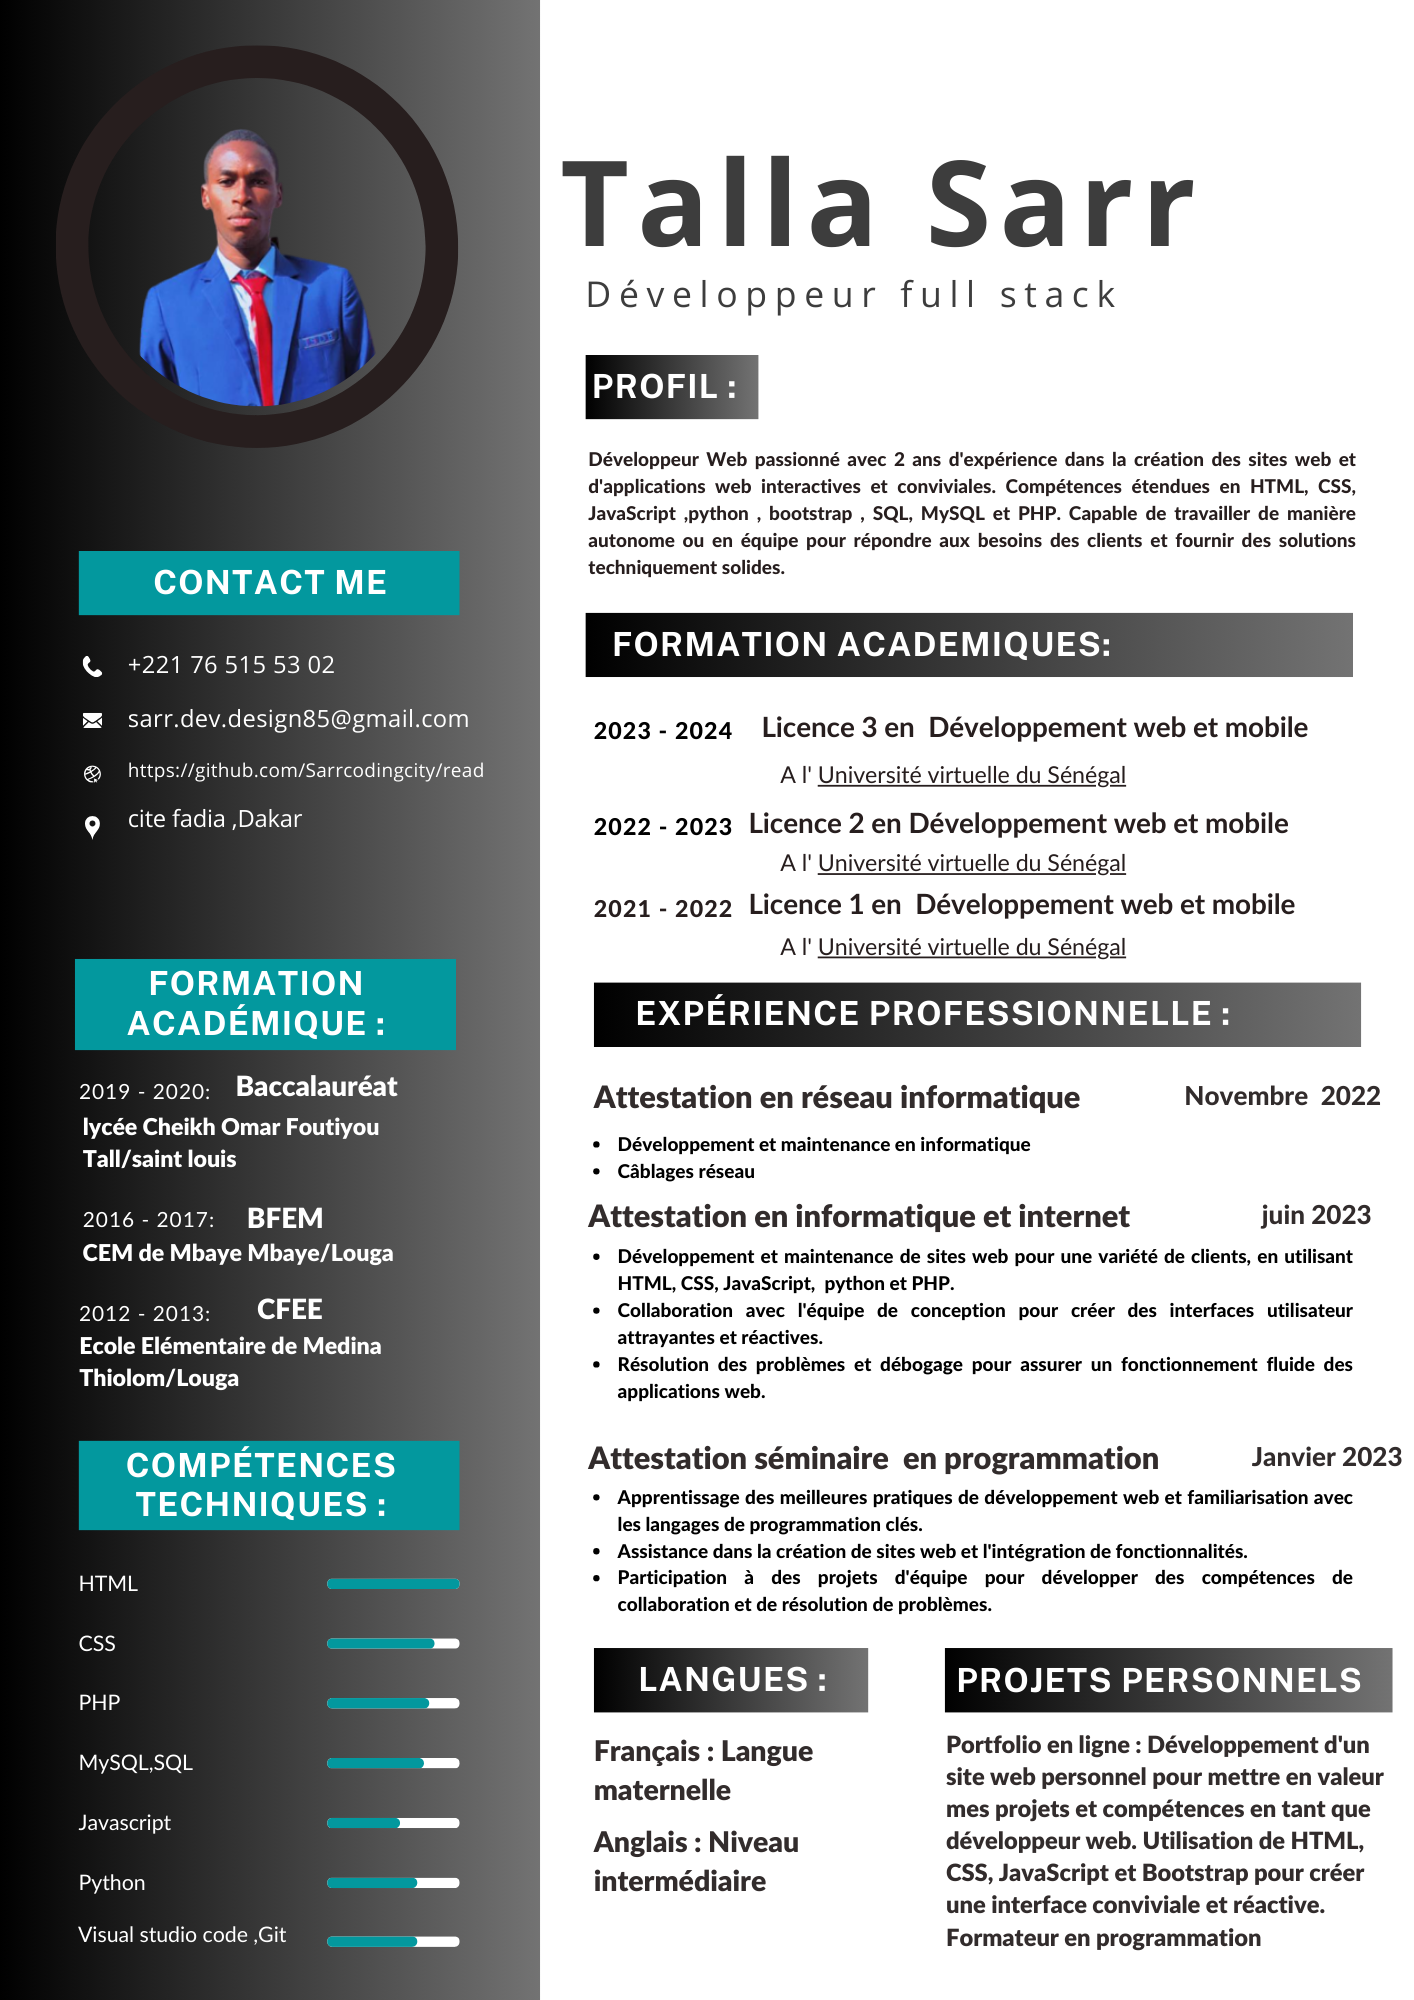 Talla Sarr
Développeur full stack
PROFIL :
Développeur Web passionné avec 2 ans d'expérience dans la création des sites web et
d'applications web interactives et conviviales. Compétences étendues en HTML, CSS,
JavaScript ,python , bootstrap , SQL, MySQL et PHP. Capable de travailler de manière
autonome ou en équipe pour répondre aux besoins des clients et fournir des solutions
techniquement solides.
CONTACT ME
+221 76 515 53 02
sarr.dev.design85@gmail.com
https://github.com/Sarrcodingcity/read
cite fadia ,Dakar
FORMATION
ACADÉMIQUE :
2019 - 2020: Baccalauréat
lycée Cheikh Omar Foutiyou
Tall/saint louis
2016 - 2017: BFEM
CEM de Mbaye Mbaye/Louga
2012 - 2013: CFEE
Ecole Elémentaire de Medina
Thiolom/Louga
COMPÉTENCES
TECHNIQUES :
HTML
CSS
PHP
MySQL,SQL
Javascript
Python
Visual studio code ,Git
FORMATION ACADEMIQUES:
2023 - 2024 Licence 3 en Développement web et mobile
A l' Université virtuelle du Sénégal
2022 - 2023 Licence 2 en Développement web et mobile
A l' Université virtuelle du Sénégal
2021 - 2022 Licence 1 en Développement web et mobile
A l' Université virtuelle du Sénégal
EXPÉRIENCE PROFESSIONNELLE :
Attestation en réseau informatique Novembre 2022
• Développement et maintenance en informatique
• Câblages réseau
Attestation en informatique et internet juin 2023
• Développement et maintenance de sites web pour une variété de clients, en utilisant
HTML, CSS, JavaScript, python et PHP.
• Collaboration avec l'équipe de conception pour créer des interfaces utilisateur
attrayantes et réactives.
• Résolution des problèmes et débogage pour assurer un fonctionnement fluide des
applications web.
Attestation séminaire en programmation Janvier 2023
• Apprentissage des meilleures pratiques de développement web et familiarisation avec
les langages de programmation clés.
• Assistance dans la création de sites web et l'intégration de fonctionnalités.
• Participation à des projets d'équipe pour développer des compétences de
collaboration et de résolution de problèmes.
LANGUES :
Français : Langue
maternelle
Anglais : Niveau
intermédiaire
PROJETS PERSONNELS
Portfolio en ligne : Développement d'un
site web personnel pour mettre en valeur
mes projets et compétences en tant que
développeur web. Utilisation de HTML,
CSS, JavaScript et Bootstrap pour créer
une interface conviviale et réactive.
Formateur en programmation